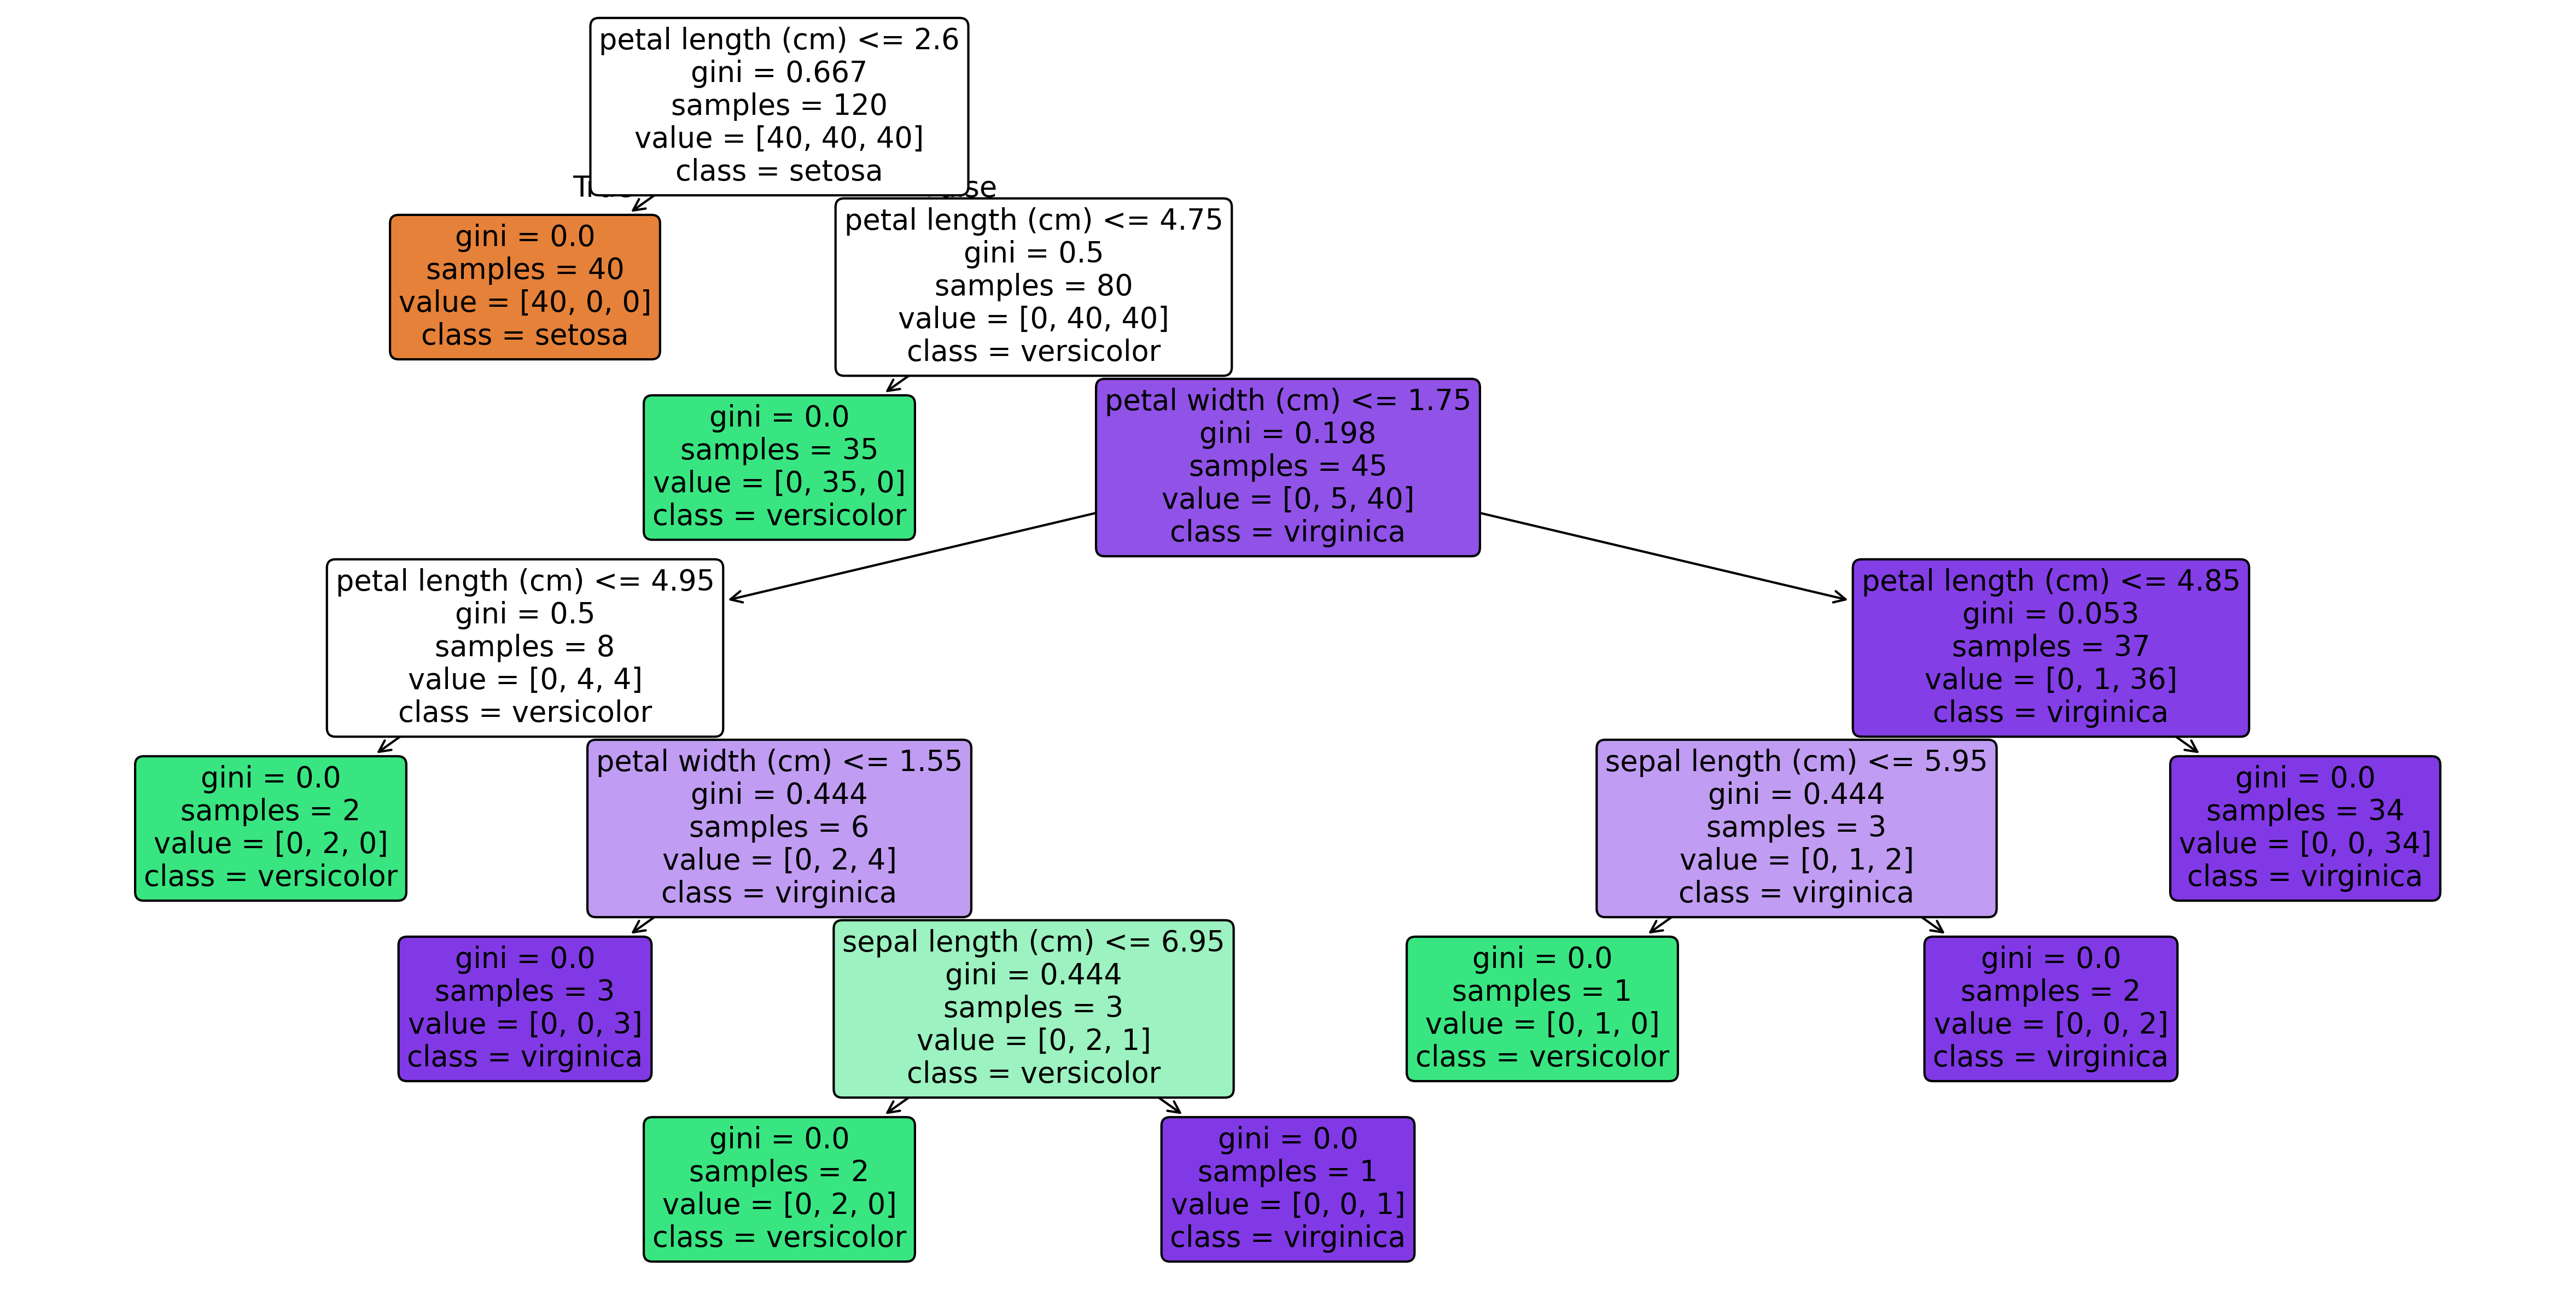 petal length (cm) <= 2.6
gini = 0.667
samples = 120
value = [40, 40, 40]
class = setosa
gini = 0.0
samples = 40
value = [40, 0, 0]
class = setosa
petal length (cm) <= 4.75
gini = 0.5
samples = 80
value = [0, 40, 40]
class = versicolor
gini = 0.0
samples = 35
value = [0, 35, 0]
class = versicolor
petal width (cm) <= 1.75
gini = 0.198
samples = 45
value = [0, 5, 40]
class = virginica
petal length (cm) <= 4.95
gini = 0.5
samples = 8
value = [0, 4, 4]
class = versicolor
petal length (cm) <= 4.85
gini = 0.053
samples = 37
value = [0, 1, 36]
class = virginica
gini = 0.0
samples = 2
value = [0, 2, 0]
class = versicolor
petal width (cm) <= 1.55
gini = 0.444
samples = 6
value = [0, 2, 4]
class = virginica
sepal length (cm) <= 5.95
gini = 0.444
samples = 3
value = [0, 1, 2]
class = virginica
gini = 0.0
samples = 34
value = [0, 0, 34]
class = virginica
gini = 0.0
samples = 3
value = [0, 0, 3]
class = virginica
sepal length (cm) <= 6.95
gini = 0.444
samples = 3
value = [0, 2, 1]
class = versicolor
gini = 0.0
samples = 1
value = [0, 1, 0]
class = versicolor
gini = 0.0
samples = 2
value = [0, 0, 2]
class = virginica
gini = 0.0
samples = 2
value = [0, 2, 0]
class = versicolor
gini = 0.0
samples = 1
value = [0, 0, 1]
class = virginica